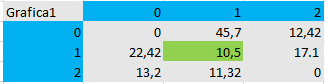 Grafica1 0 1 2
0 0 45,7 12,42
1 22,42 10,5 17.1
2 13,2 11,32 0